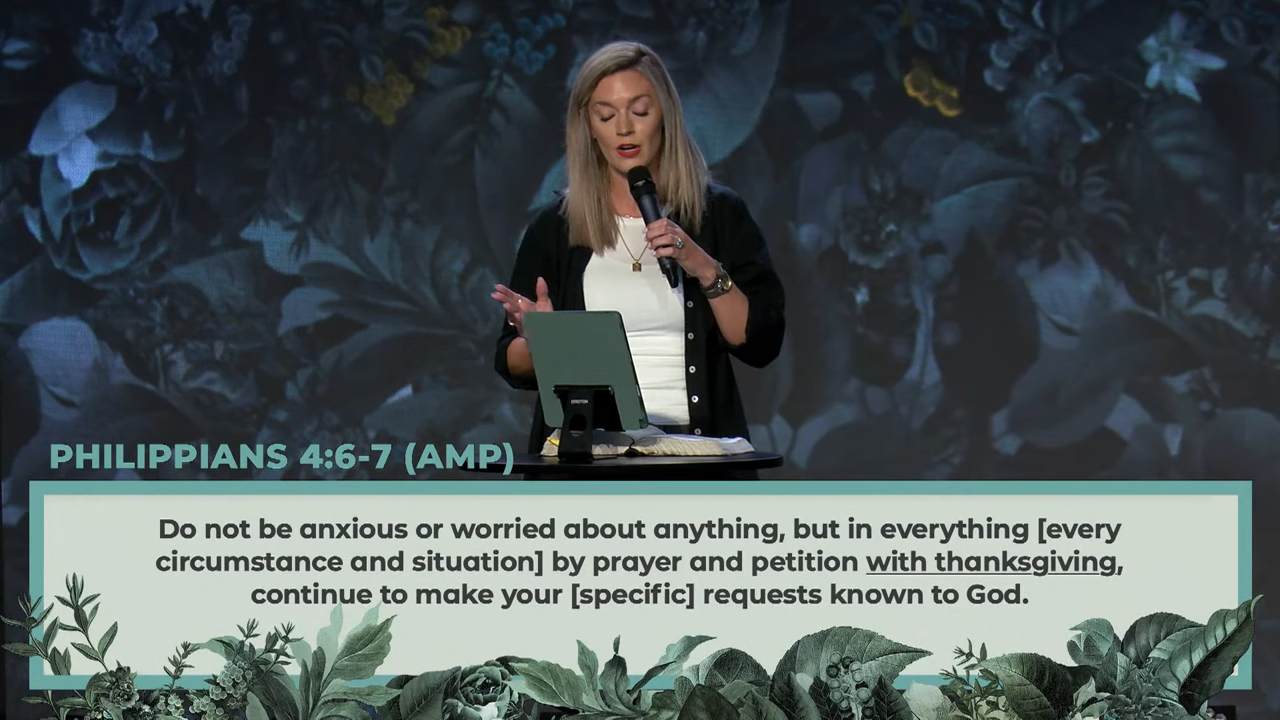 PHILIPPIANS 4:6-7 (AMP)
Do not be anxious or worried about anything, but in everything [every
circumstance and situation] by prayer and petition with thanksgiving,
continue to make your [specific] requests known to God.